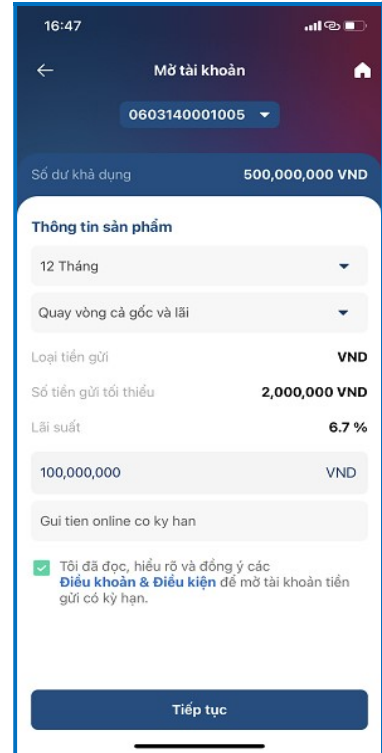 16:47
Mở tài khoản
0603140001005
Số dư khả dụng 500,000,000 VND
Thông tin sản phẩm
12 Tháng
Quay vòng cả gốc và lãi
Loại tiền gửi VND
Số tiền gửi tối thiểu 2,000,000 VND
Lãi suất 6.7 %
100,000,000 VND
Gui tien online co ky han
Tôi đã đọc, hiểu rõ và đồng ý các
Điều khoản & Điều kiện để mở tài khoản tiền
gửi có kỳ hạn.
Tiếp tục